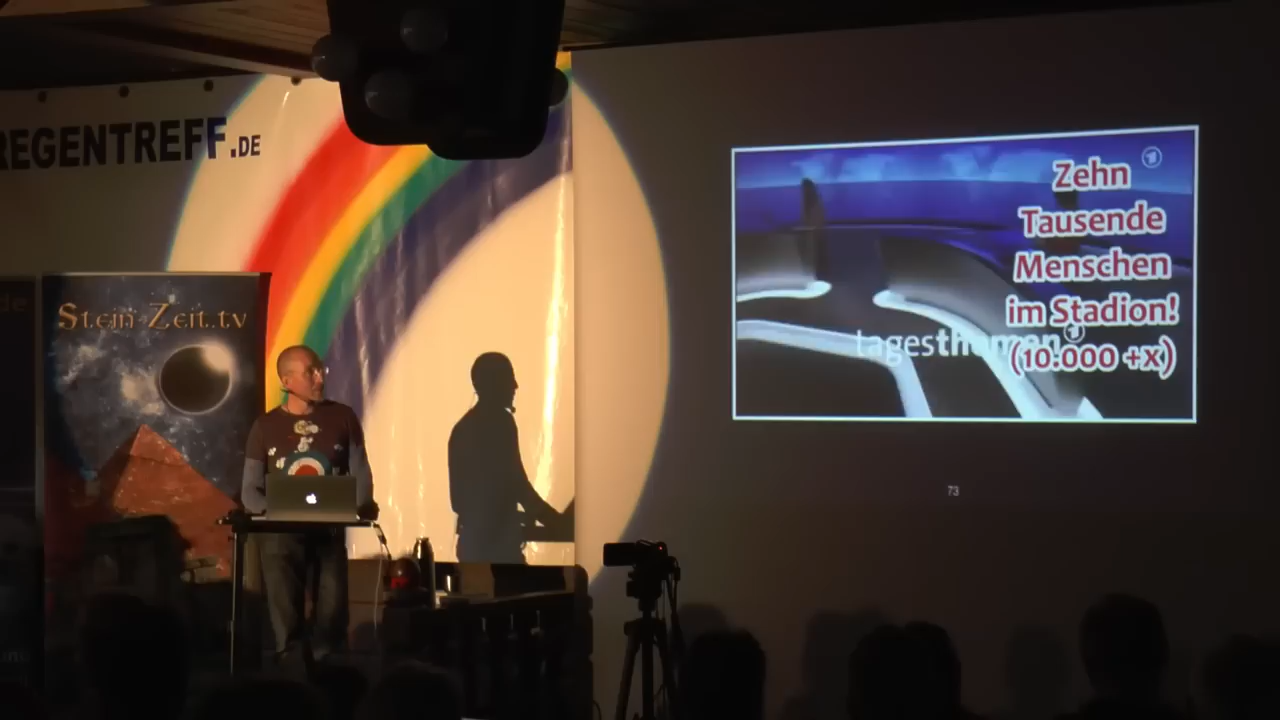 REGENTREFF.DE
Stein-Zeit.tv
Zehn
Tausende
Menschen
im Stadion!
(10.000 +X)
tagesthemen
73